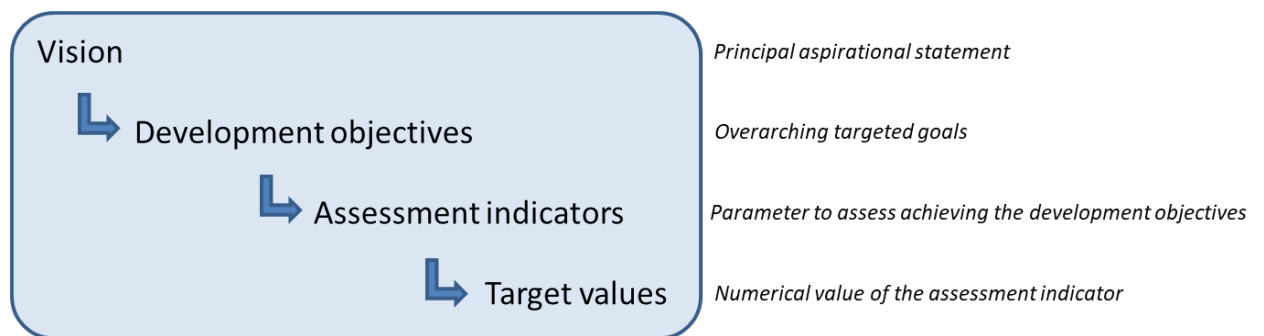 Vision
Principal aspirational statement
Development objectives
Overarching targeted goals
Assessment indicators
Parameter to assess achieving the development objectives
Target values
Numerical value of the assessment indicator